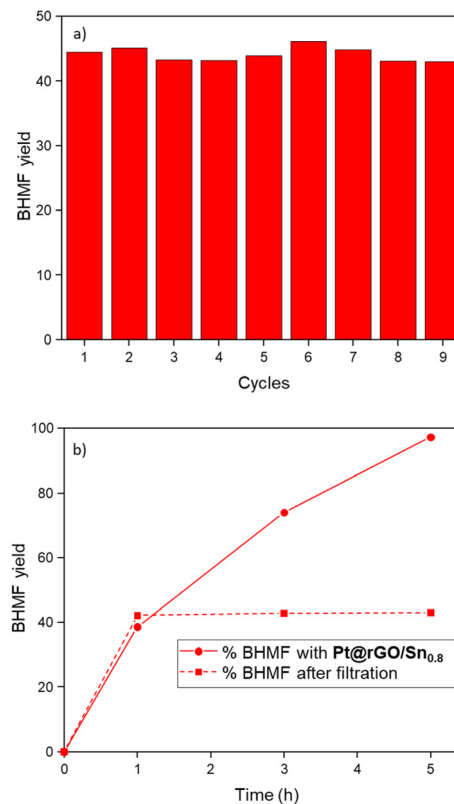 a)
50
40
30
20
10
0
BHMF yield
1 2 3 4 5 6 7 8 9
Cycles
b)
100
80
60
40
20
0
BHMF yield
% BHMF with Pt@rGO/Sn0.8
% BHMF after filtration
0 1 2 3 4 5
Time (h)